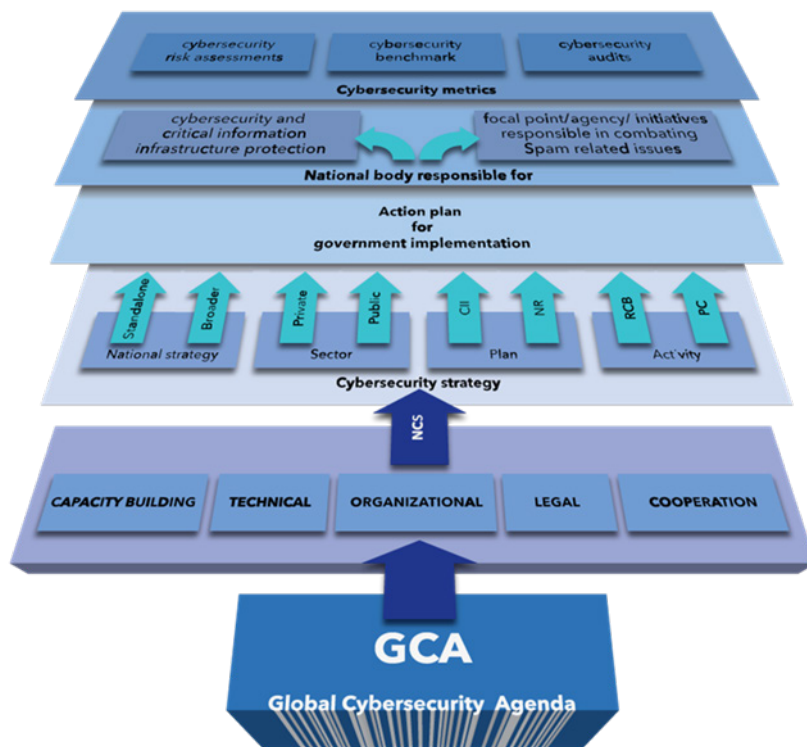 cybersecurity
risk assessments
cybersecurity
benchmark
cybersecurity
audits
Cybersecurity metrics
cybersecurity and
critical information
infrastructure protection
focal point/agency/ initiatives
responsible in combating
Spam related issues
National body responsible for
Action plan
for
government implementation
Standalone
Broader
Private
Public
CII
NR
RCB
PC
National strategy
Sector
Plan
Activity
Cybersecurity strategy
NCS
CAPACITY BUILDING
TECHNICAL
ORGANIZATIONAL
LEGAL
COOPERATION
GCA
Global Cybersecurity Agenda